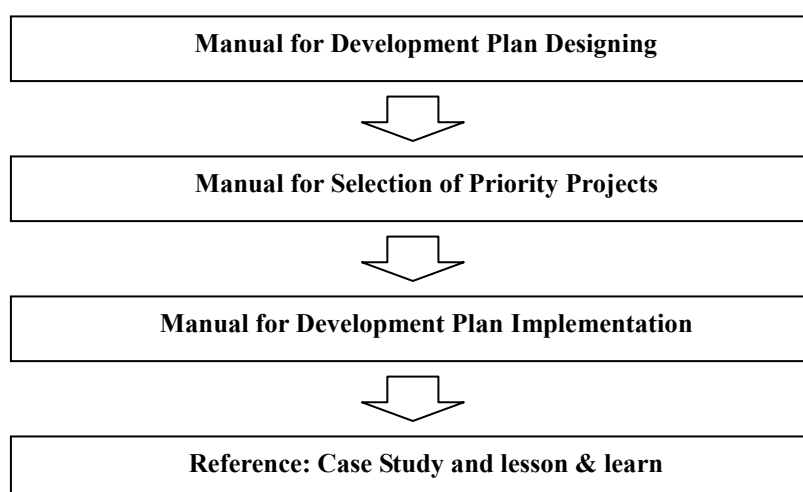 Manual for Development Plan Designing
Manual for Selection of Priority Projects
Manual for Development Plan Implementation
Reference: Case Study and lesson & learn